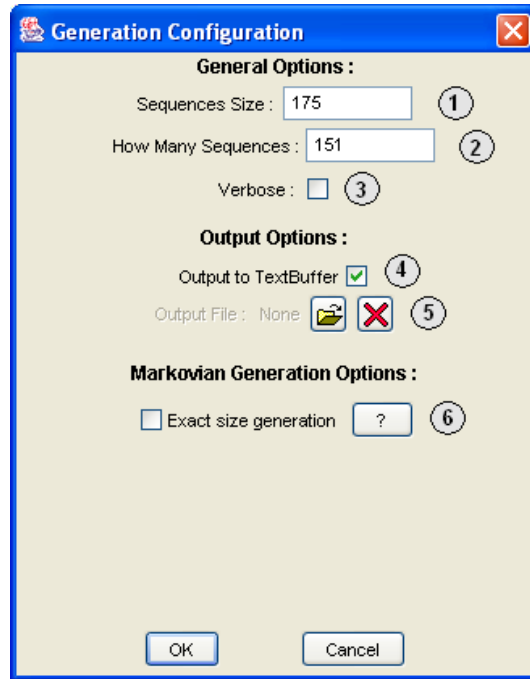 Generation Configuration
General Options :
Sequences Size : 175 1
How Many Sequences : 151 2
Verbose : 3
Output Options :
Output to TextBuffer 4
Output File : None 5
Markovian Generation Options :
Exact size generation ? 6
OK Cancel